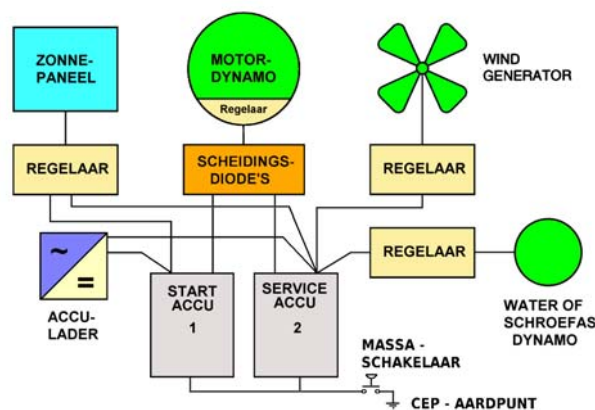 ZONNE-
PANEEL
MOTOR-
DYNAMO
Regelaar
WIND
GENERATOR
REGELAAR
SCHEIDINGS-
DIODE'S
REGELAAR
REGELAAR
~
=
ACCU-
LADER
START
ACCU
1
SERVICE
ACCU
2
WATER OF
SCHROEFAS
DYNAMO
MASSA -
SCHAKELAAR
CEP - AARDPUNT